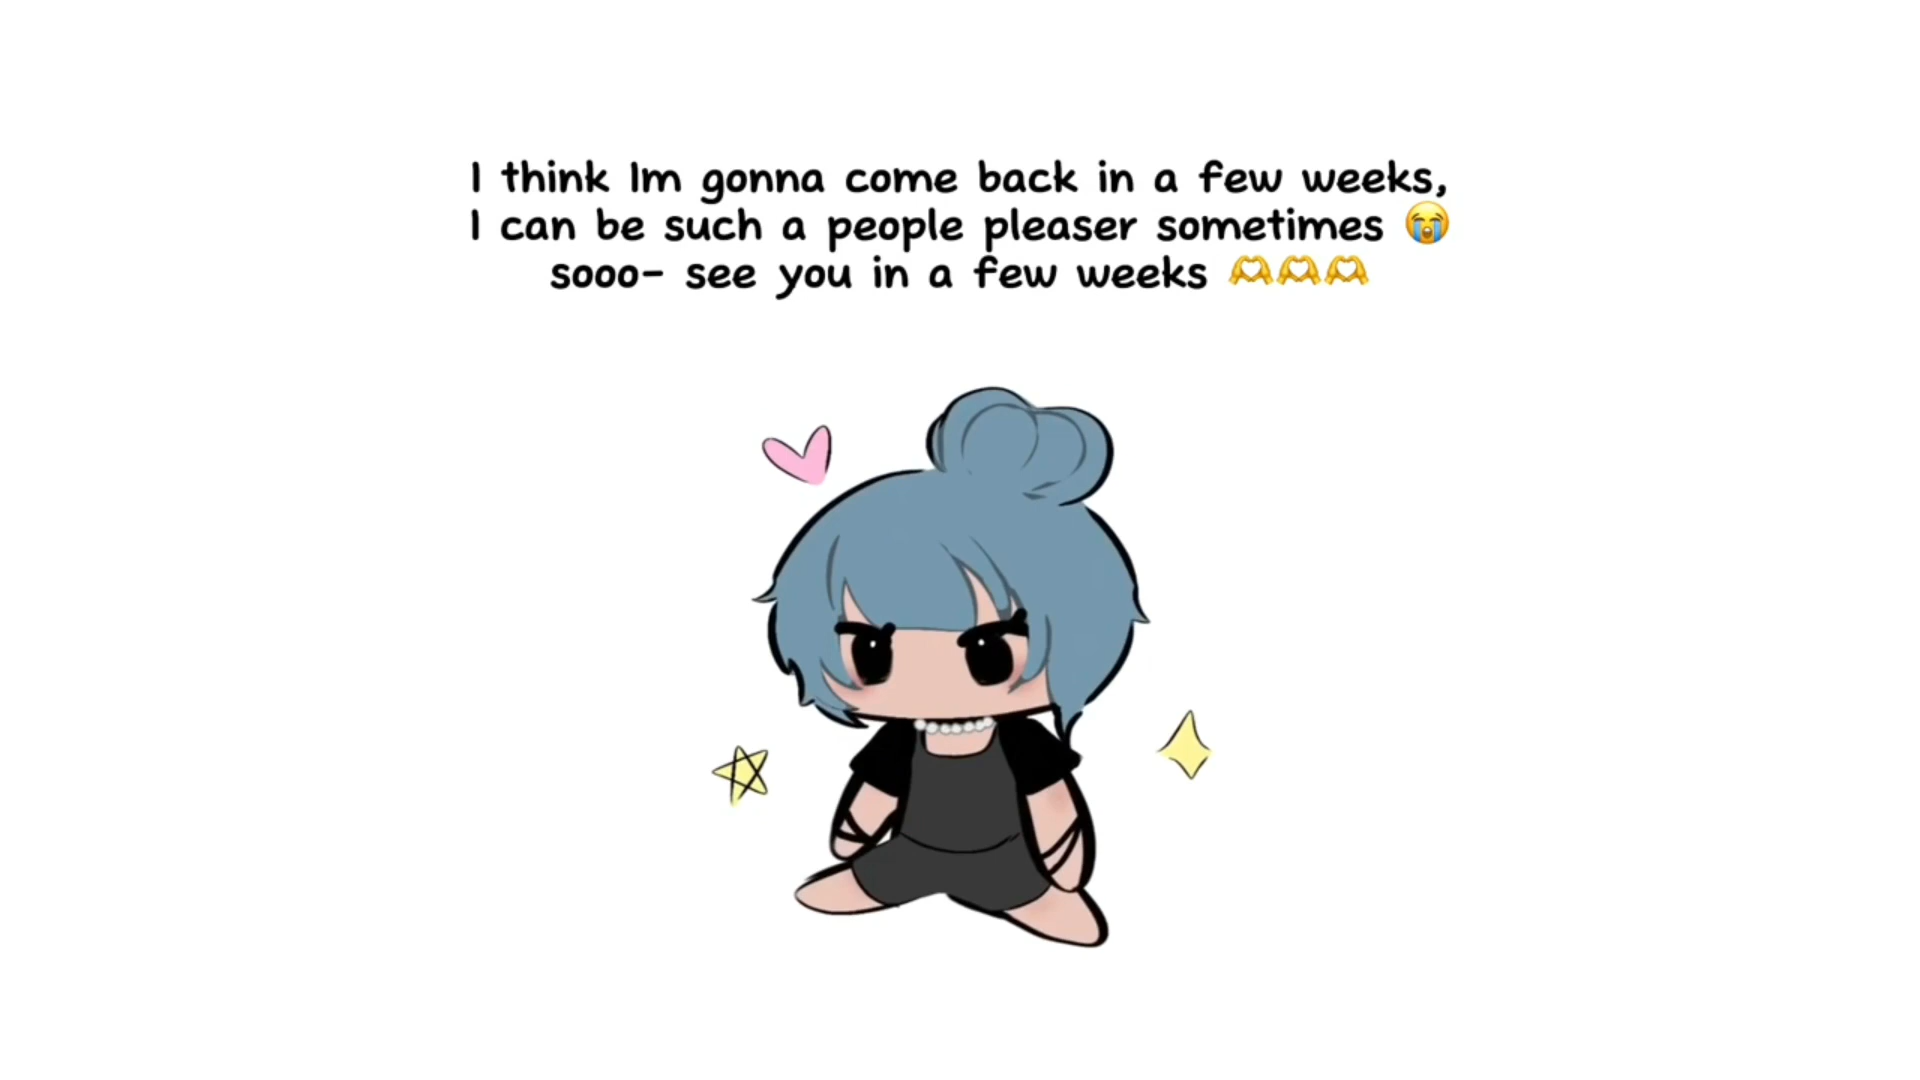 I think Im gonna come back in a few weeks,
I can be such a people pleaser sometimes 😭
sooo- see you in a few weeks 🫶🫶🫶